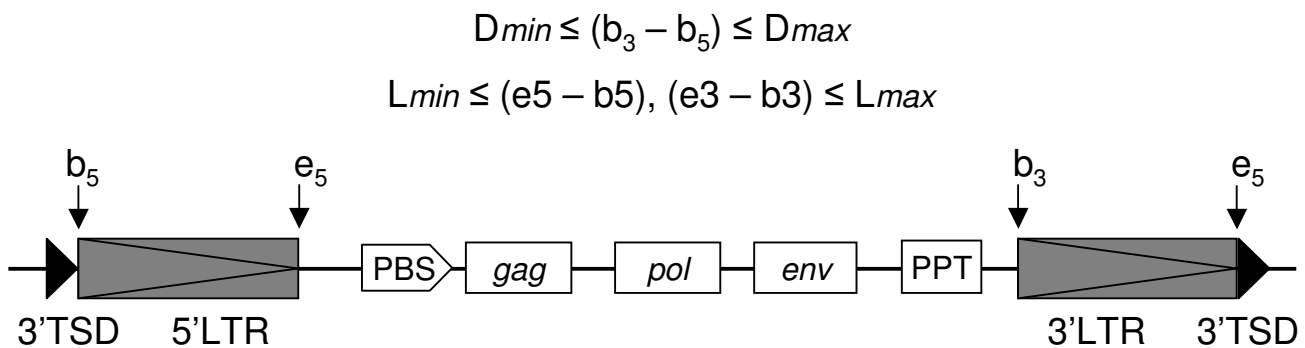 Dmin ≤ (b₃ – b₅) ≤ Dmax
Lmin ≤ (e5 – b5), (e3 – b3) ≤ Lmax
b₅ e₅ b₃ e₅
PBS gag pol env PPT
3’TSD 5’LTR 3’LTR 3’TSD